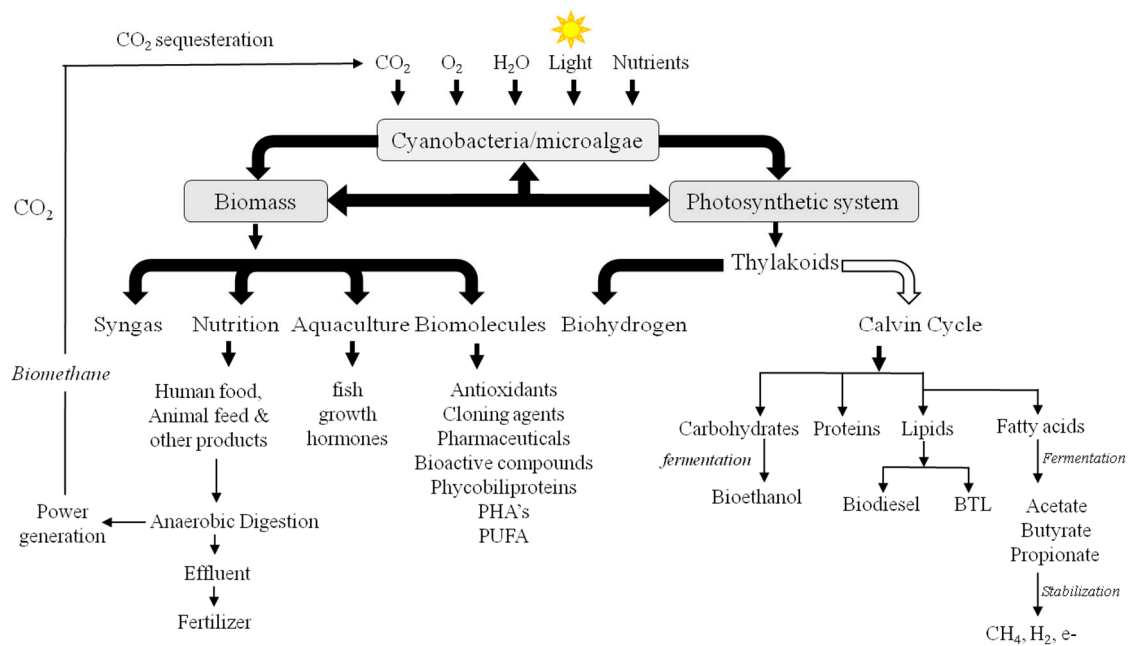 CO₂ sequesteration
CO₂ O₂ H₂O Light Nutrients
Cyanobacteria/microalgae
CO₂
Biomass
Photosynthetic system
Thylakoids
Syngas Nutrition Aquaculture Biomolecules Biohydrogen Calvin Cycle
Biomethane
Human food,
Animal feed &
other products
fish
growth
hormones
Antioxidants
Cloning agents
Pharmaceuticals
Bioactive compounds
Phycobiliproteins
PHA's
PUFA
Carbohydrates Proteins Lipids Fatty acids
fermentation
Fermentation
Bioethanol
Biodiesel BTL
Acetate
Butyrate
Propionate
Stabilization
CH₄, H₂, e-
Power
generation
Anaerobic Digestion
Effluent
Fertilizer